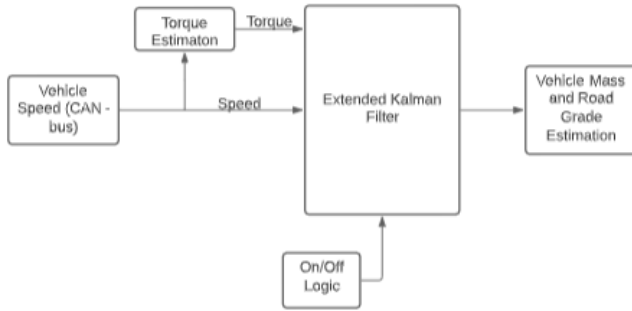 Torque
Estimaton
Torque
Vehicle
Speed (CAN -
bus)
Speed
Extended Kalman
Filter
Vehicle Mass
and Road
Grade
Estimation
On/Off
Logic